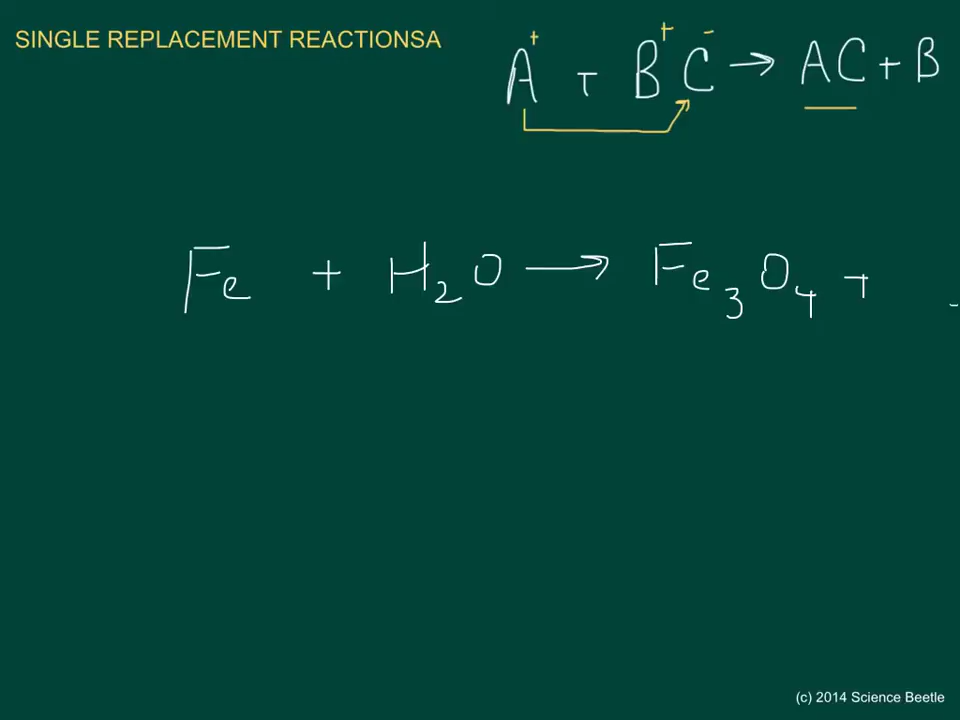 SINGLE REPLACEMENT REACTIONSA
A⁺ + B⁺ C⁻ → AC + B
Fe + H₂O → Fe₃O₄ +
(c) 2014 Science Beetle